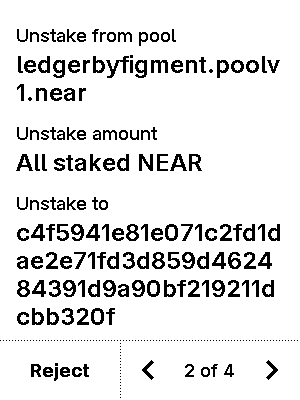 Unstake from pool
ledgerbyfigment.poolv
1.near
Unstake amount
All staked NEAR
Unstake to
c4f5941e81e071c2fd1d
ae2e71fd3d859d4624
84391d9a90bf219211d
cbb320f
Reject
2 of 4